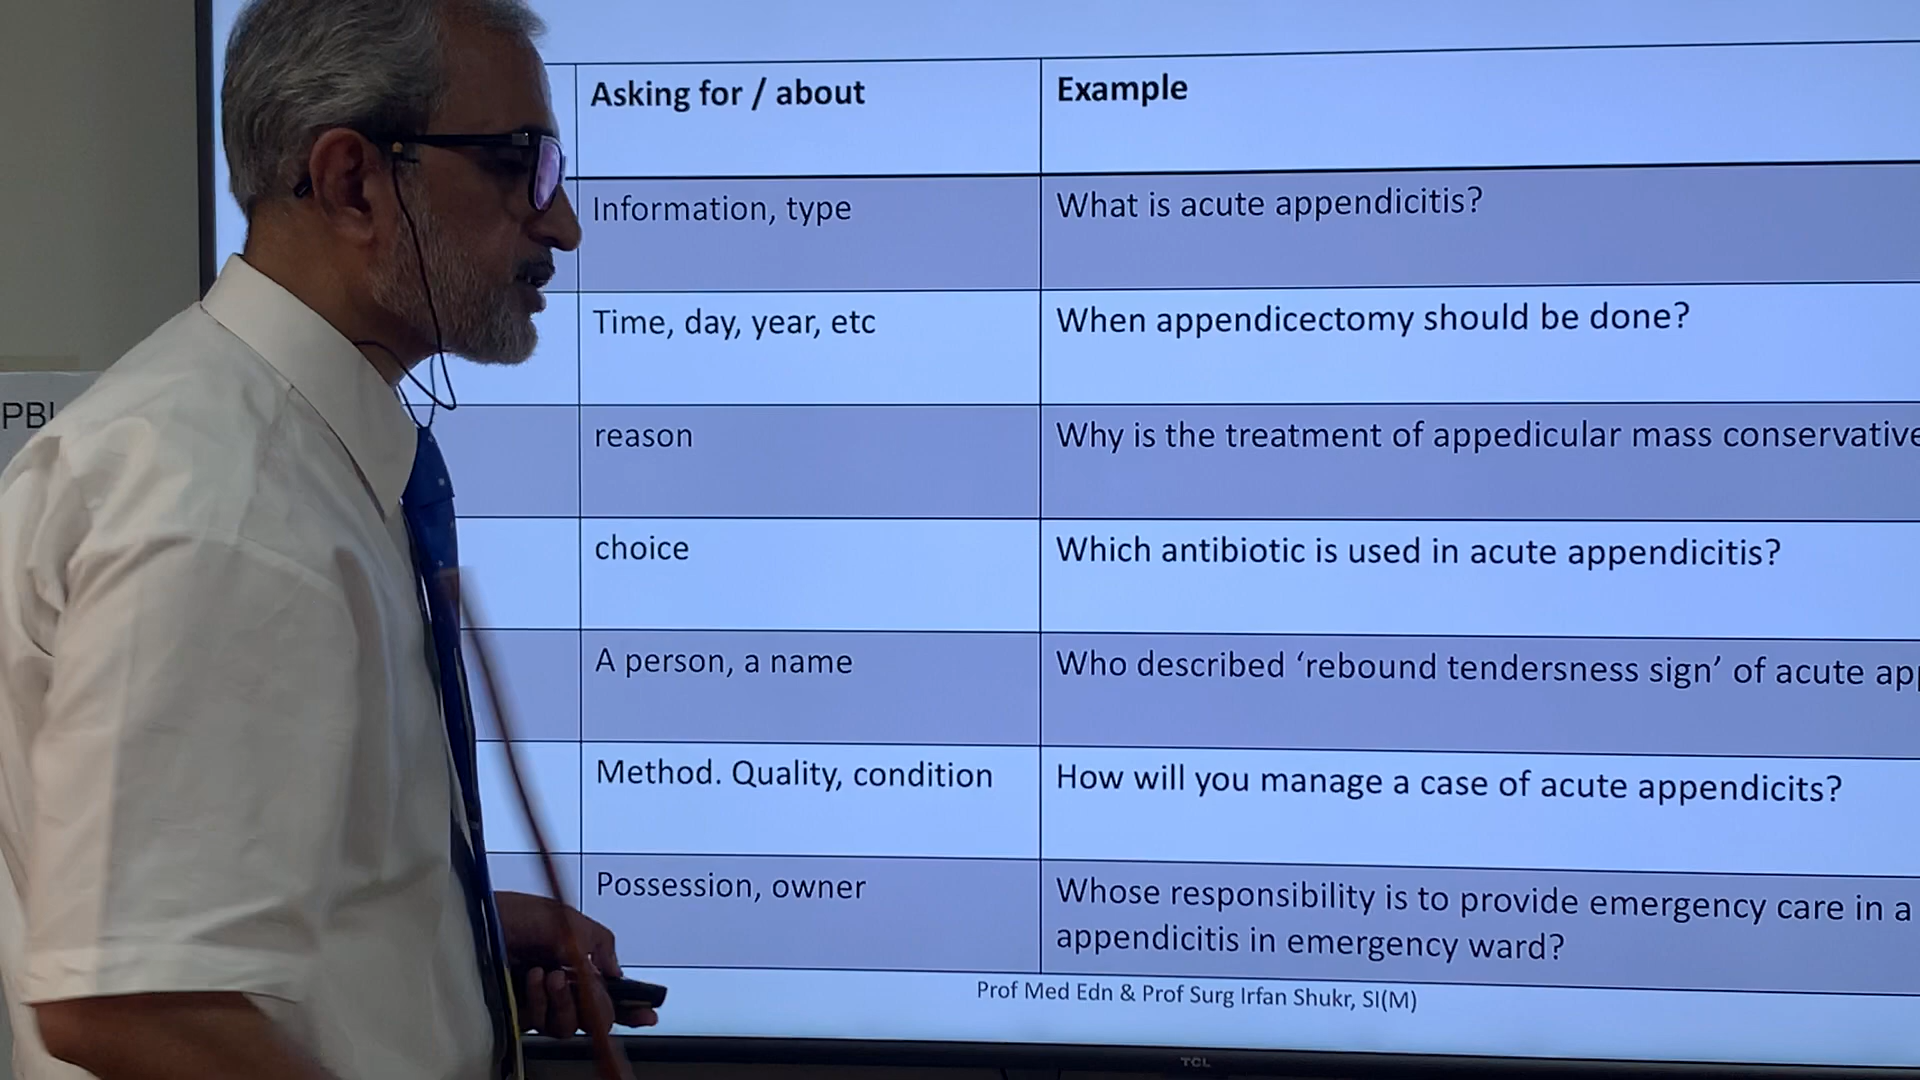 Asking for / about
Example
Information, type
What is acute appendicitis?
Time, day, year, etc
When appendicectomy should be done?
reason
Why is the treatment of appedicular mass conservative
choice
Which antibiotic is used in acute appendicitis?
A person, a name
Who described ‘rebound tendersness sign’ of acute
Method. Quality, condition
How will you manage a case of acute appendicits?
Possession, owner
Whose responsibility is to provide emergency care in a
appendicitis in emergency ward?
Prof Med Edn & Prof Surg Irfan Shukr, SI(M)
PBL
TCL